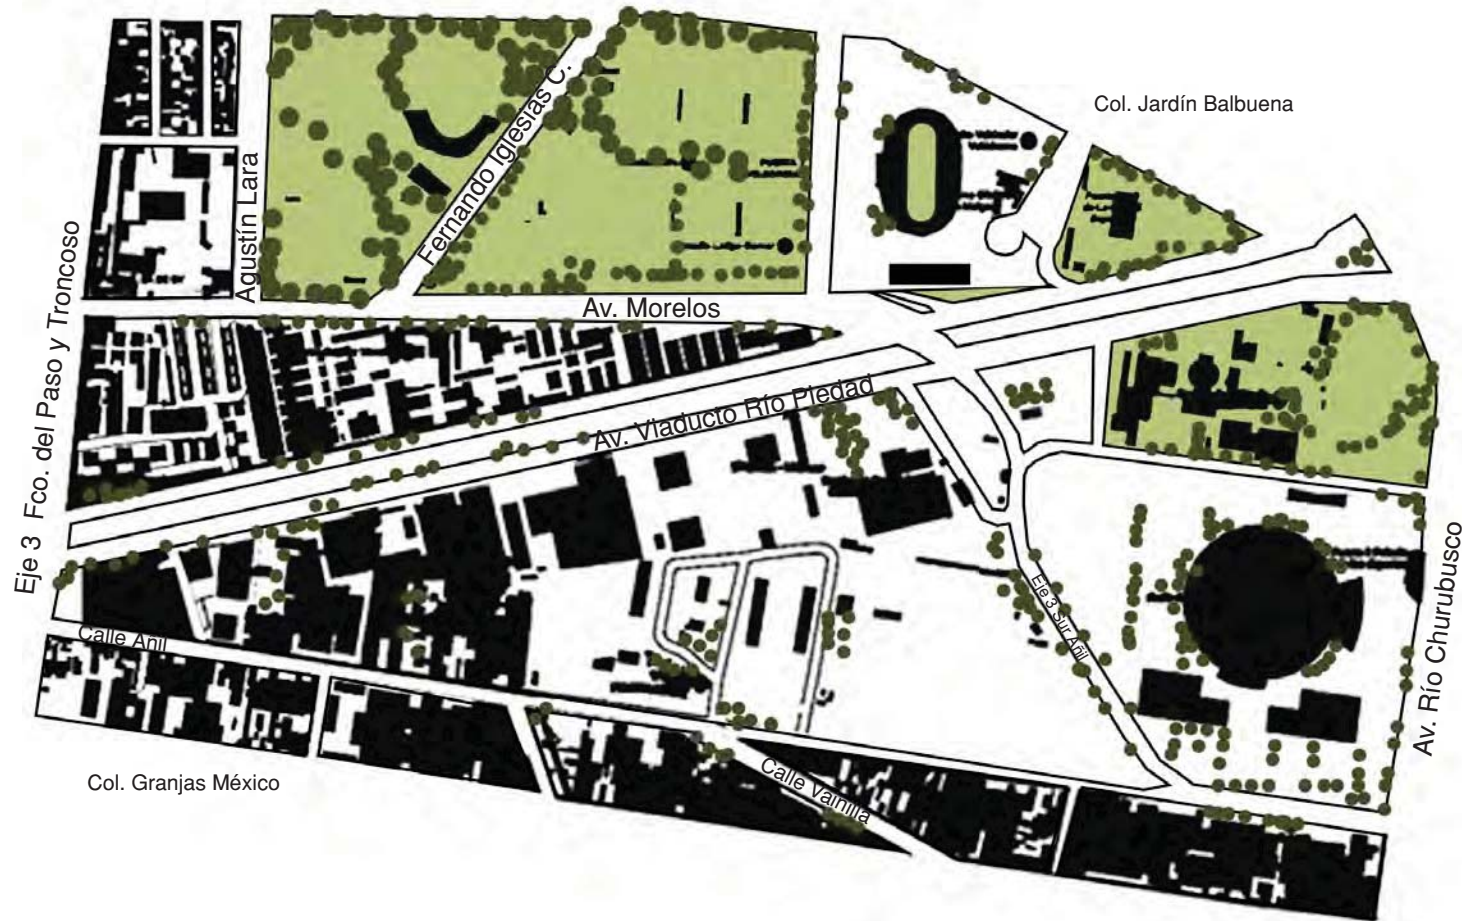 Col. Jardín Balbuena
Fernando Iglesias C.
Agustín Lara
Eje 3 Fco. del Paso y Troncoso
Av. Morelos
Av. Viaducto Río Piedad
Eje 3 Sur Añil
Av. Río Churubusco
Calle Añil
Col. Granjas México
Calle Vainilla